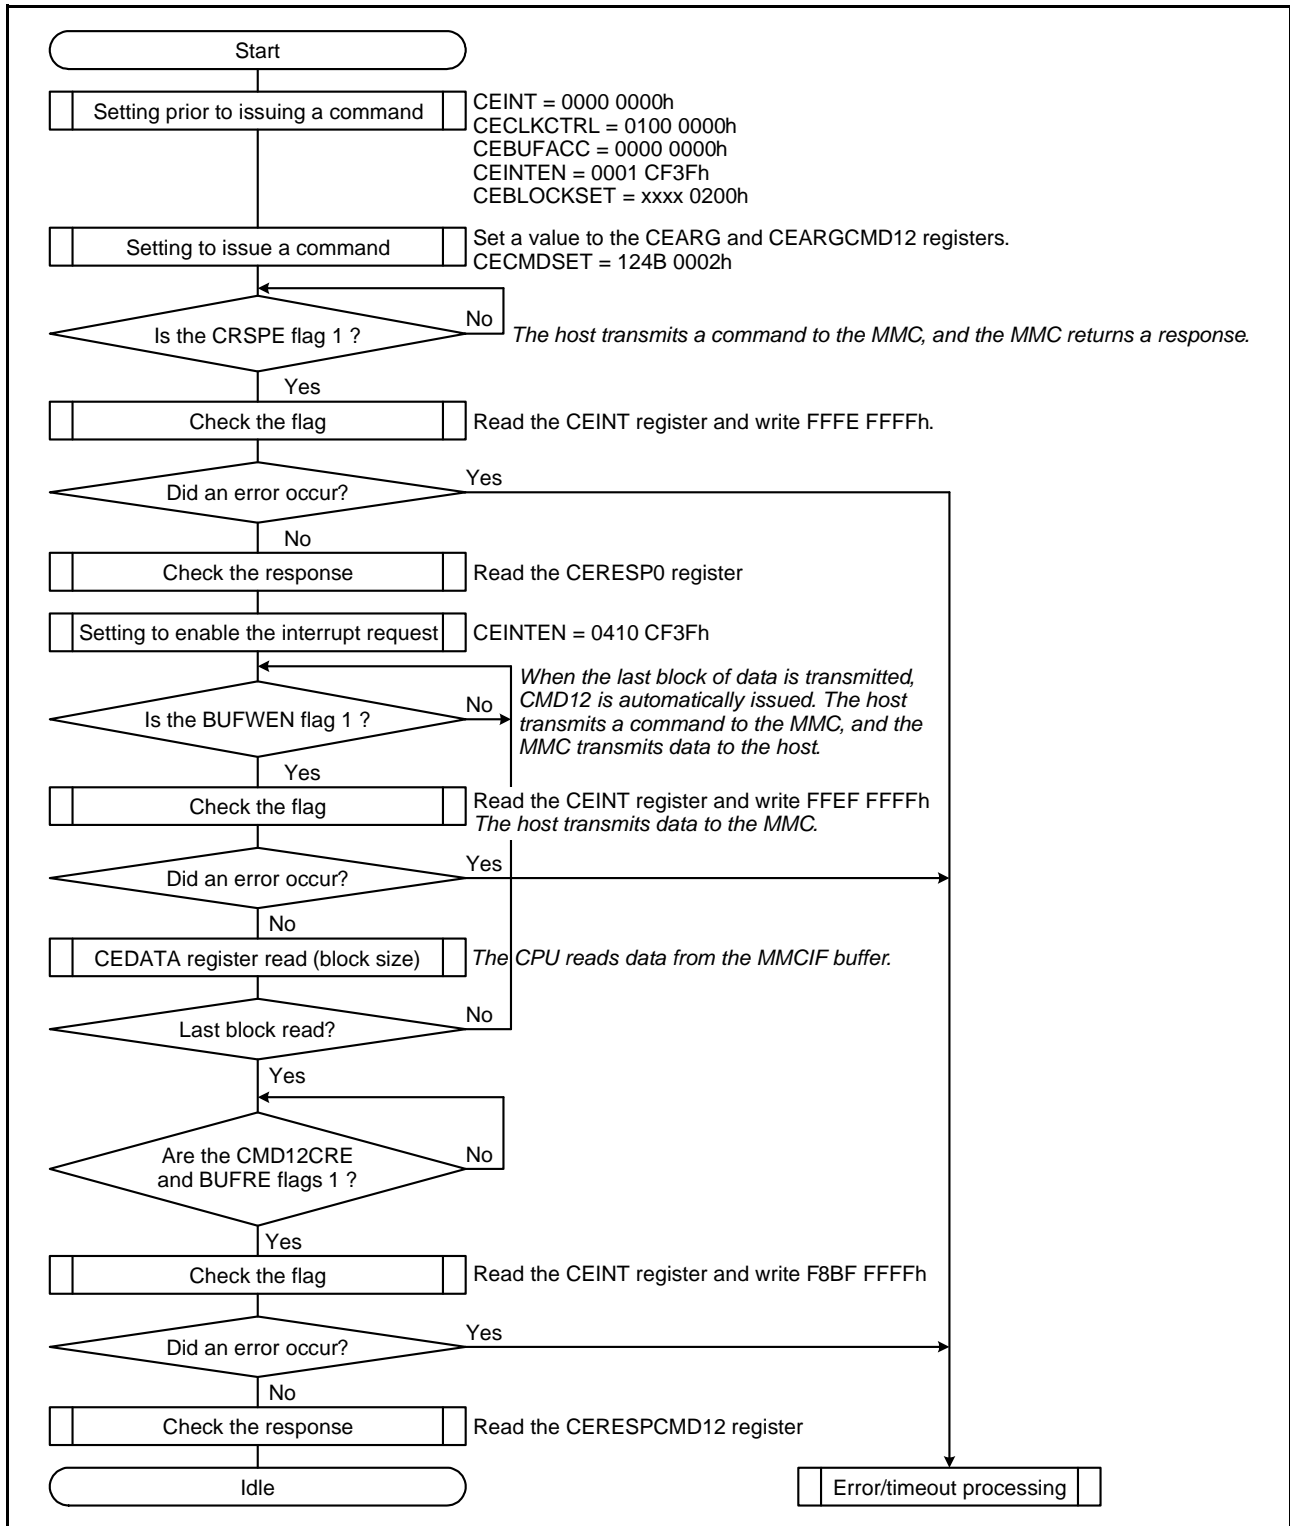 Start
Setting prior to issuing a command
CEINT = 0000 0000h
CECLKCTRL = 0100 0000h
CEBUFACC = 0000 0000h
CEINTEN = 0001 CF3Fh
CEBLOCKSET = xxxx 0200h
Setting to issue a command
Set a value to the CEARG and CEARGCMD12 registers.
CECMDSET = 124B 0002h
Is the CRSPE flag 1 ?
No
The host transmits a command to the MMC, and the MMC returns a response.
Yes
Check the flag
Read the CEINT register and write FFFE FFFFh.
Did an error occur?
Yes
No
Check the response
Read the CERESP0 register
Setting to enable the interrupt request
CEINTEN = 0410 CF3Fh
When the last block of data is transmitted,
CMD12 is automatically issued. The host
transmits a command to the MMC, and the
MMC transmits data to the host.
Is the BUFWEN flag 1 ?
No
Yes
Check the flag
Read the CEINT register and write FFEF FFFFh
The host transmits data to the MMC.
Did an error occur?
Yes
No
CEDATA register read (block size)
The CPU reads data from the MMCIF buffer.
Last block read?
No
Yes
Are the CMD12CRE
and BUFRE flags 1 ?
No
Yes
Check the flag
Read the CEINT register and write F8BF FFFFh
Did an error occur?
Yes
No
Check the response
Read the CERESPCMD12 register
Idle
Error/timeout processing